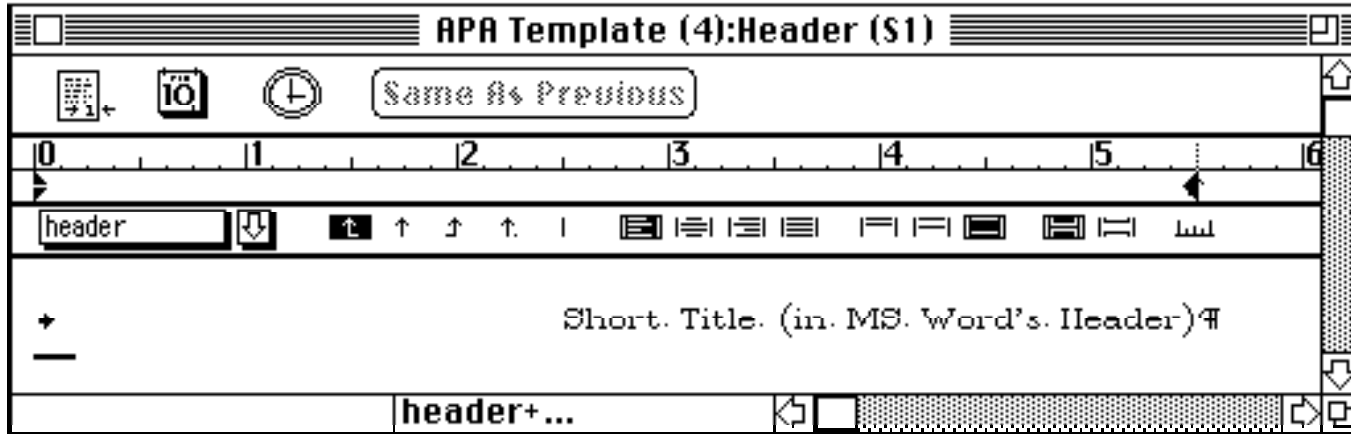 APA Template (4):Header (S1)
10 Same As Previous
0 1 2 3 4 5 6
header
Short Title (in MS Word's Header)¶
header+...